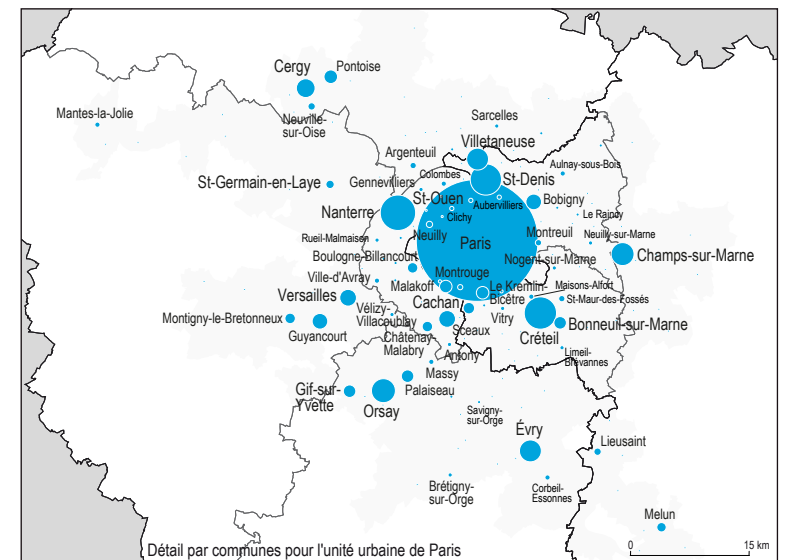 Cergy
Pontoise
Mantes-la-Jolie
Neuville-
sur-Oise
Sarcelles
Villetaneuse
Argenteuil
Aulnay-sous-Bois
Colombes
St-Germain-en-Laye
Gennevilliers
St-Denis
St-Ouen
Bobigny
Aubervilliers
Nanterre
Clichy
Le Raincy
Rueil-Malmaison
Neuilly
Paris
Montreuil
Neuilly-sur-Marne
Boulogne-Billancourt
Nogent-sur-Marne
Champs-sur-Marne
Ville-d'Avray
Montrouge
Malakoff
Le Kremlin-
Bicêtre
Maisons-Alfort
Versailles
Cachan
St-Maur-des-Fossés
Vélizy-
Villacoublay
Vitry
Montigny-le-Bretonneux
Guyancourt
Sceaux
Bonneuil-sur-Marne
Châtenay-
Malabry
Créteil
Antony
Limeil-
Brévannes
Massy
Gif-sur-
Yvette
Palaiseau
Orsay
Savigny-
sur-Orge
Évry
Lieusaint
Brétigny-
sur-Orge
Corbeil-
Essonnes
Melun
Détail par communes pour l'unité urbaine de Paris
0 15 km